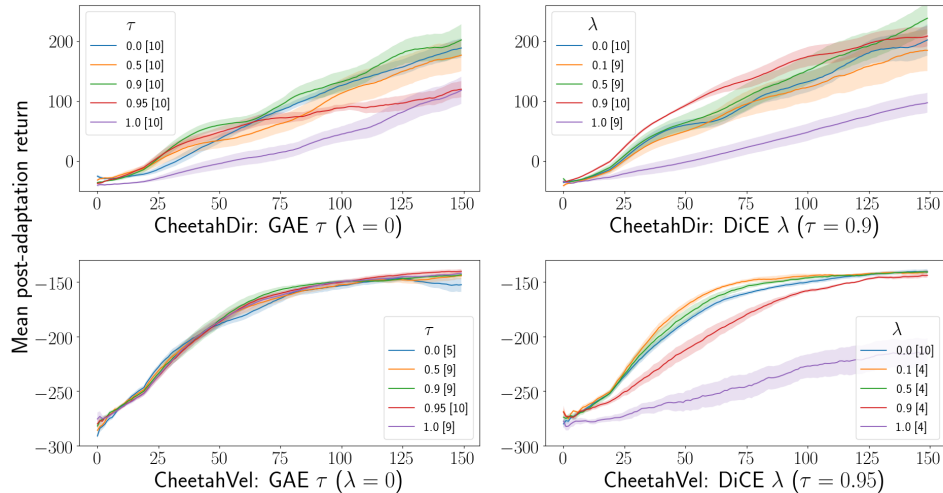 Mean post-adaptation return
200
100
0
τ
0.0 [10]
0.5 [10]
0.9 [10]
0.95 [10]
1.0 [10]
0 25 50 75 100 125 150
CheetahDir: GAE τ (λ = 0)
200
100
0
λ
0.0 [10]
0.1 [9]
0.5 [9]
0.9 [10]
1.0 [9]
0 25 50 75 100 125 150
CheetahDir: DiCE λ (τ = 0.9)
−150
−200
−250
−300
τ
0.0 [5]
0.5 [9]
0.9 [9]
0.95 [10]
1.0 [9]
0 25 50 75 100 125 150
CheetahVel: GAE τ (λ = 0)
−150
−200
−250
−300
λ
0.0 [10]
0.1 [4]
0.5 [4]
0.9 [4]
1.0 [4]
0 25 50 75 100 125 150
CheetahVel: DiCE λ (τ = 0.95)